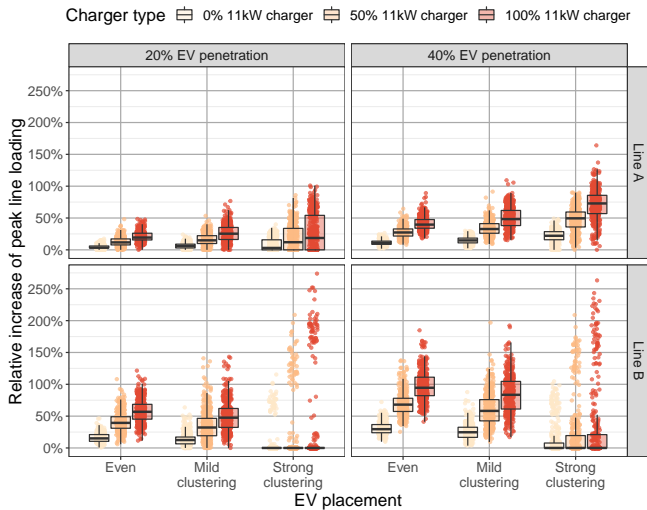 Charger type 0% 11kW charger 50% 11kW charger 100% 11kW charger
20% EV penetration 40% EV penetration
Relative increase of peak line loading
250%
200%
150%
100%
50%
0%
Line A
250%
200%
150%
100%
50%
0%
Line B
Even Mild clustering Strong clustering Even Mild clustering Strong clustering
EV placement